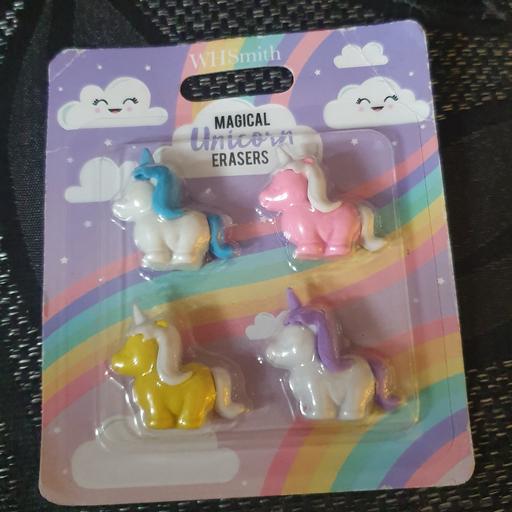 WHSmith
MAGICAL
Unicorn
ERASERS